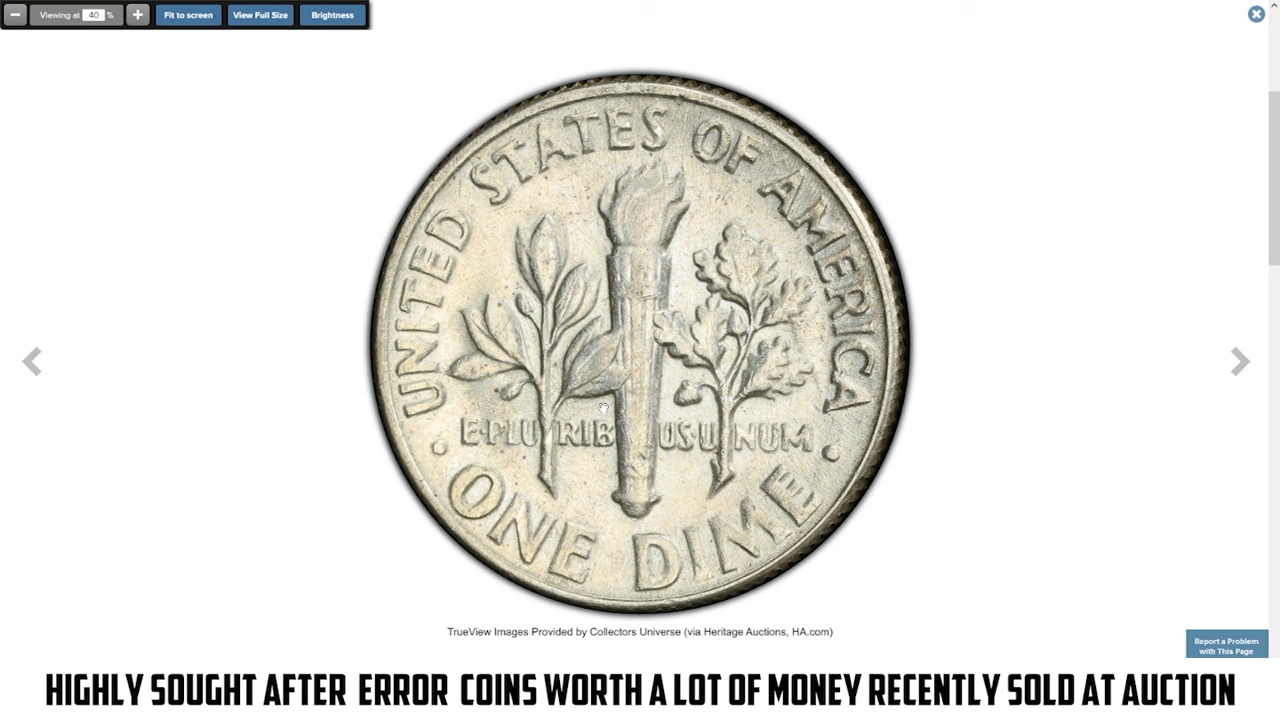 Viewing at 40 %
Fit to screen
View Full Size
Brightness
UNITED STATES OF AMERICA
E·PLURIBUS·UNUM
ONE DIME
TrueView Images Provided by Collectors Universe (via Heritage Auctions, HA.com)
Report a Problem
with This Page
HIGHLY SOUGHT AFTER ERROR COINS WORTH A LOT OF MONEY RECENTLY SOLD AT AUCTION